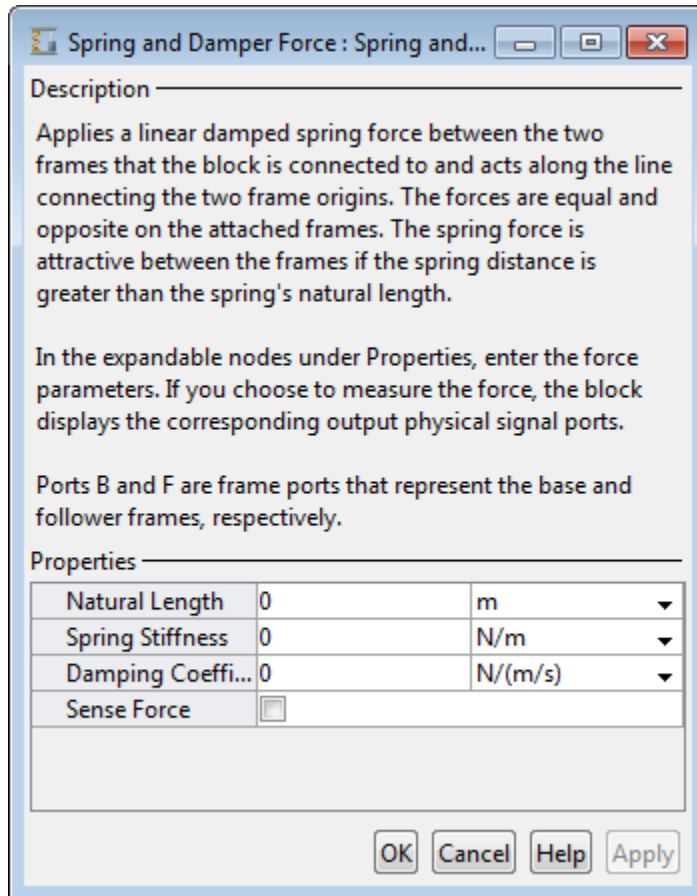 Spring and Damper Force : Spring and...
Description
Applies a linear damped spring force between the two
frames that the block is connected to and acts along the line
connecting the two frame origins. The forces are equal and
opposite on the attached frames. The spring force is
attractive between the frames if the spring distance is
greater than the spring's natural length.
In the expandable nodes under Properties, enter the force
parameters. If you choose to measure the force, the block
displays the corresponding output physical signal ports.
Ports B and F are frame ports that represent the base and
follower frames, respectively.
Properties
Natural Length 0 m
Spring Stiffness 0 N/m
Damping Coeffi... 0 N/(m/s)
Sense Force
OK Cancel Help Apply